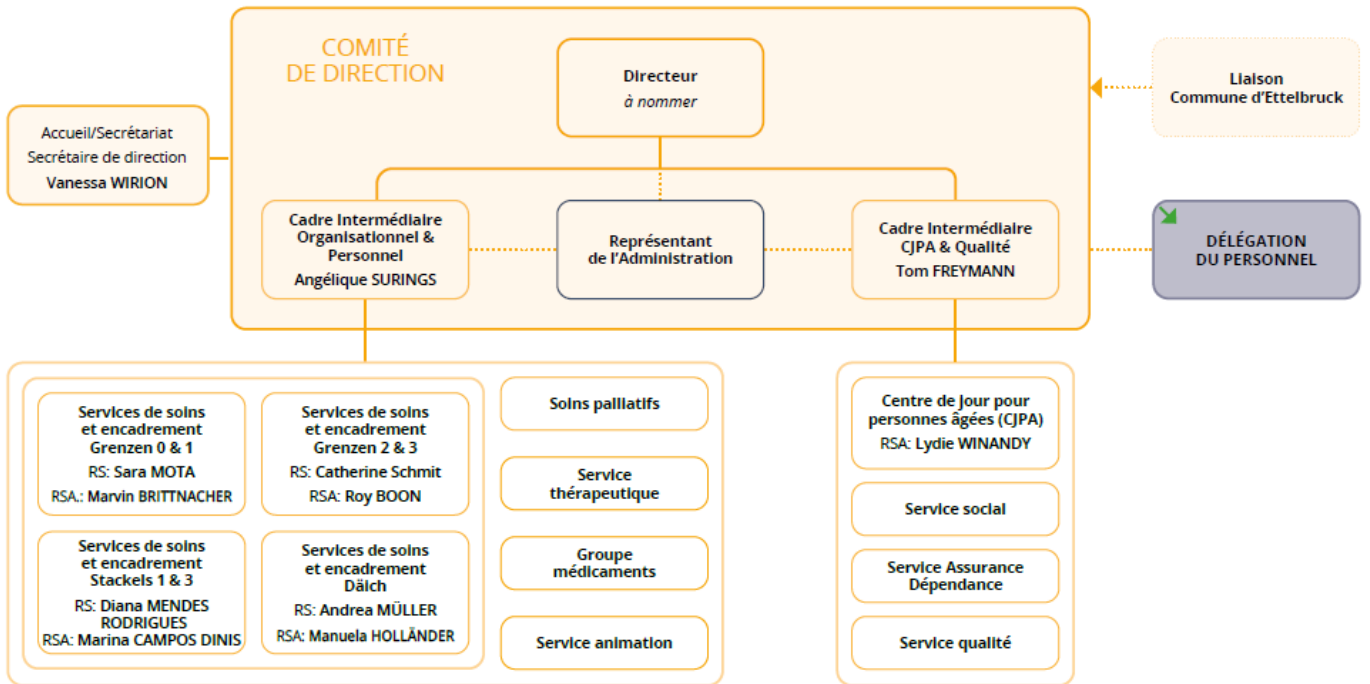 COMITÉ
DE DIRECTION
Directeur
à nommer
Liaison
Commune d'Ettelbruck
Accueil/Secrétariat
Secrétaire de direction
Vanessa WIRION
Cadre Intermédiaire
Organisationnel &
Personnel
Angélique SURINGS
Représentant
de l'Administration
Cadre Intermédiaire
CJPA & Qualité
Tom FREYMANN
DÉLÉGATION
DU PERSONNEL
Services de soins
et encadrement
Grenzen 0 & 1
RS: Sara MOTA
RSA.: Marvin BRITTNACHER
Services de soins
et encadrement
Grenzen 2 & 3
RS: Catherine Schmit
RSA: Roy BOON
Services de soins
et encadrement
Stackels 1 & 3
RS: Diana MENDES
RODRIGUES
RSA: Marina CAMPOS DINIS
Services de soins
et encadrement
Däich
RS: Andrea MÜLLER
RSA: Manuela HOLLÄNDER
Soins palliatifs
Service
thérapeutique
Groupe
médicaments
Service animation
Centre de jour pour
personnes âgées (CJPA)
RSA: Lydie WINANDY
Service social
Service Assurance
Dépendance
Service qualité